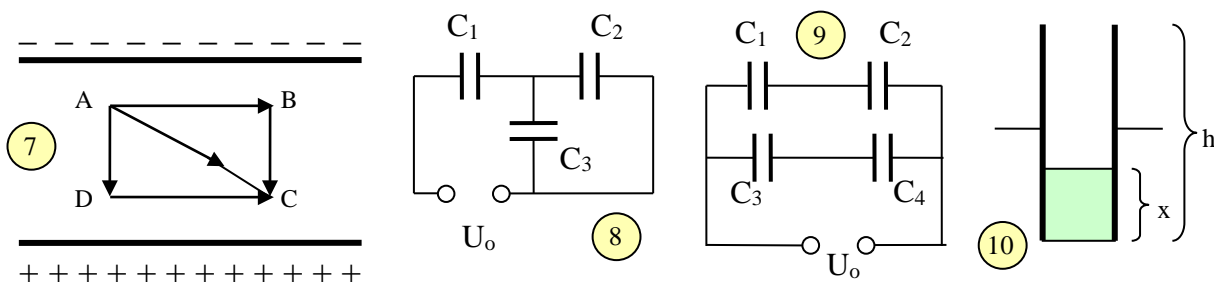 – – – – – – – – – – – –
A B
7
D C
+ + + + + + + + + + + +
C1 C2
C3
Uo
8
C1 9 C2
C3 C4
Uo
h
x
10